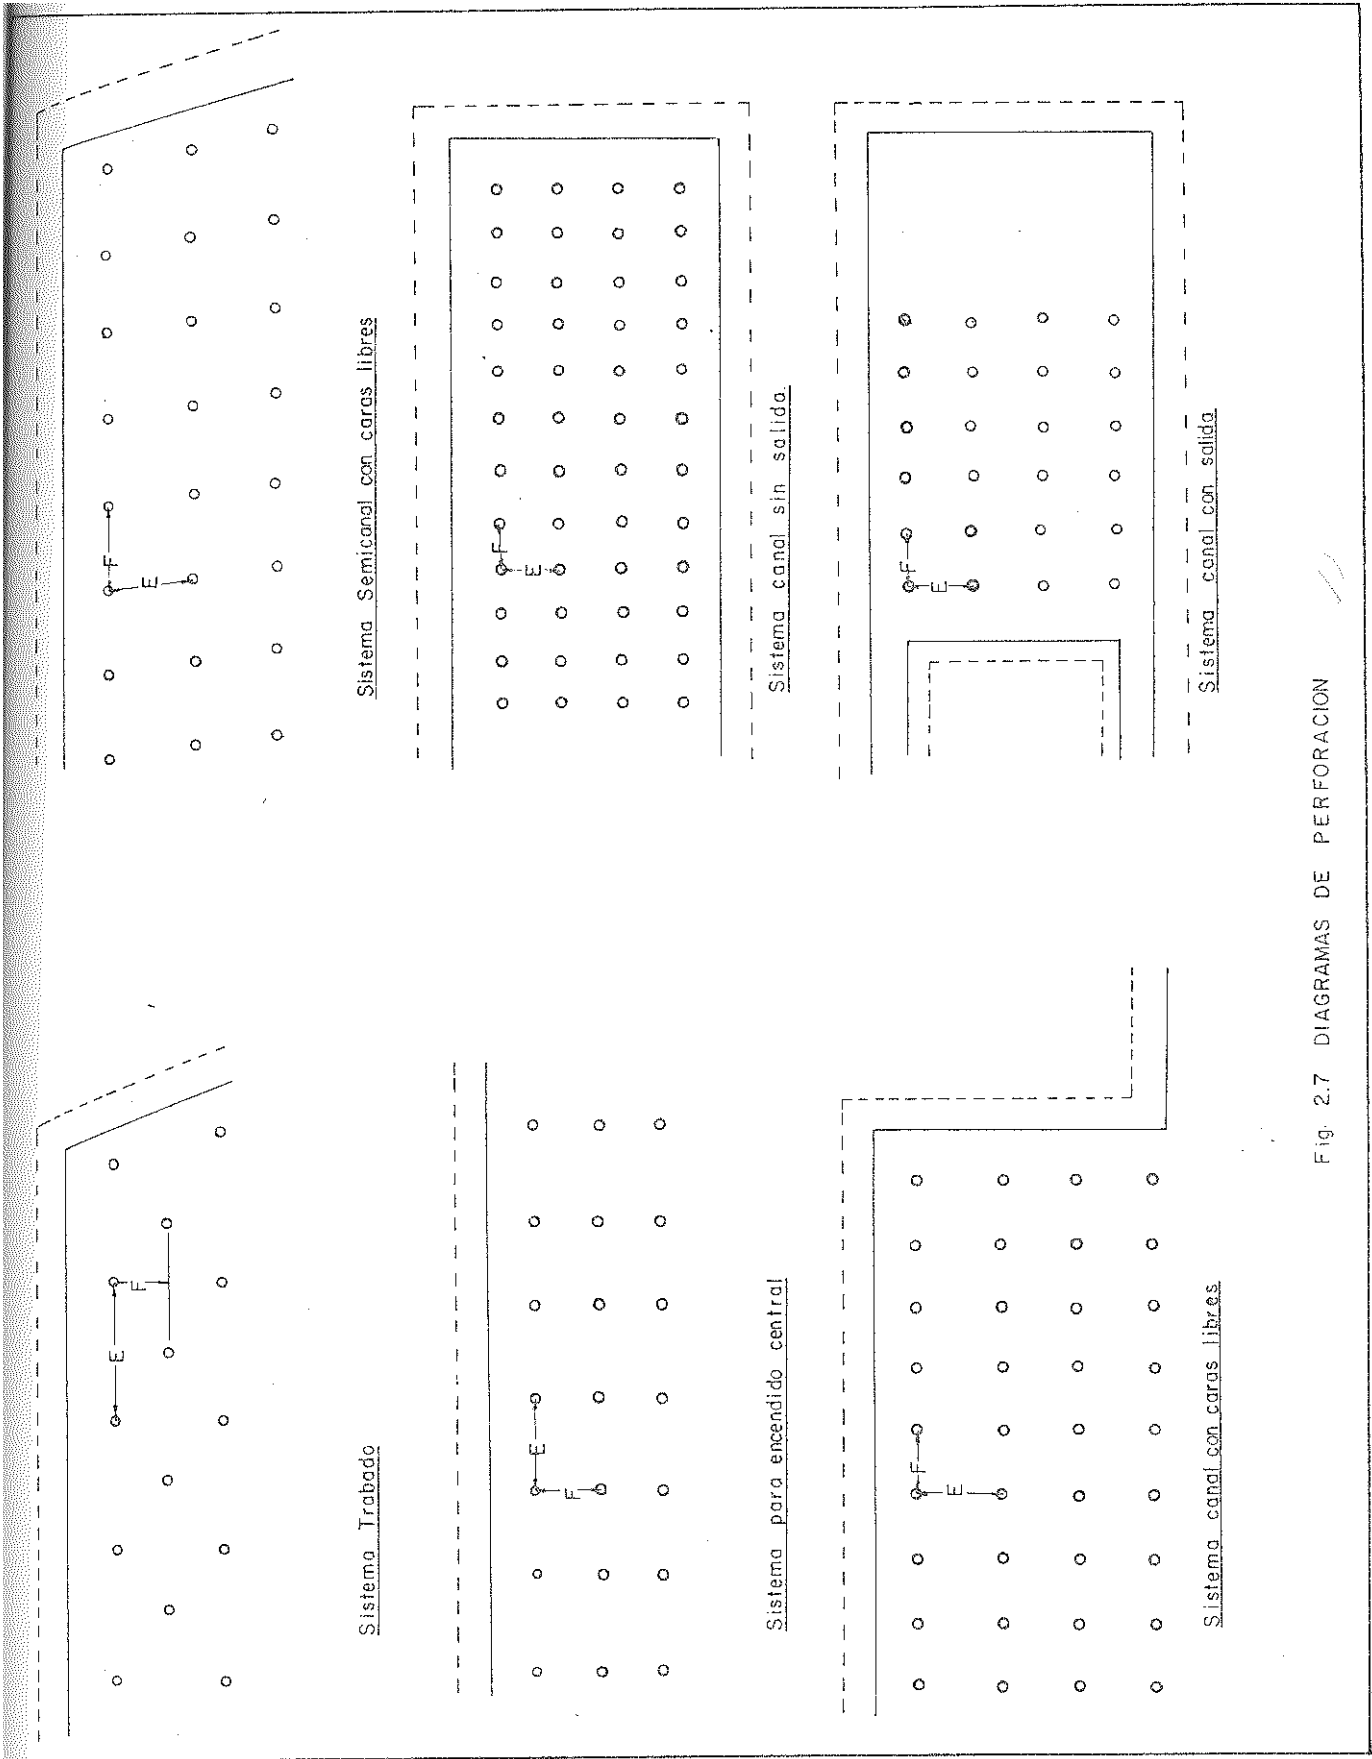 E
F
Sistema Trabado
F
E
Sistema Semicanal con caras libres
E
F
Sistema para encendido central
F
E
Sistema canal sin salida.
F
E
Sistema canal con caras libres
F
E
Sistema canal con salida
Fig. 2.7 DIAGRAMAS DE PERFORACION